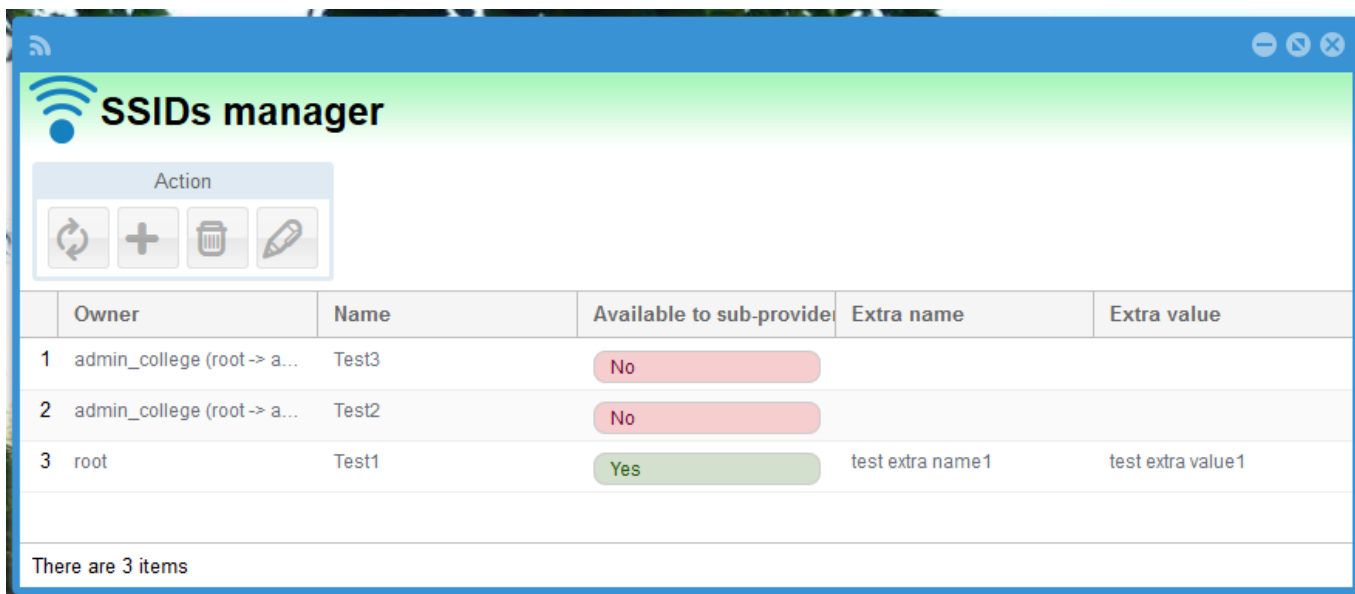 SSIDs manager
Action
Owner Name Available to sub-provider Extra name Extra value
1 admin_college (root -> a... Test3 No
2 admin_college (root -> a... Test2 No
3 root Test1 Yes test extra name1 test extra value1
There are 3 items